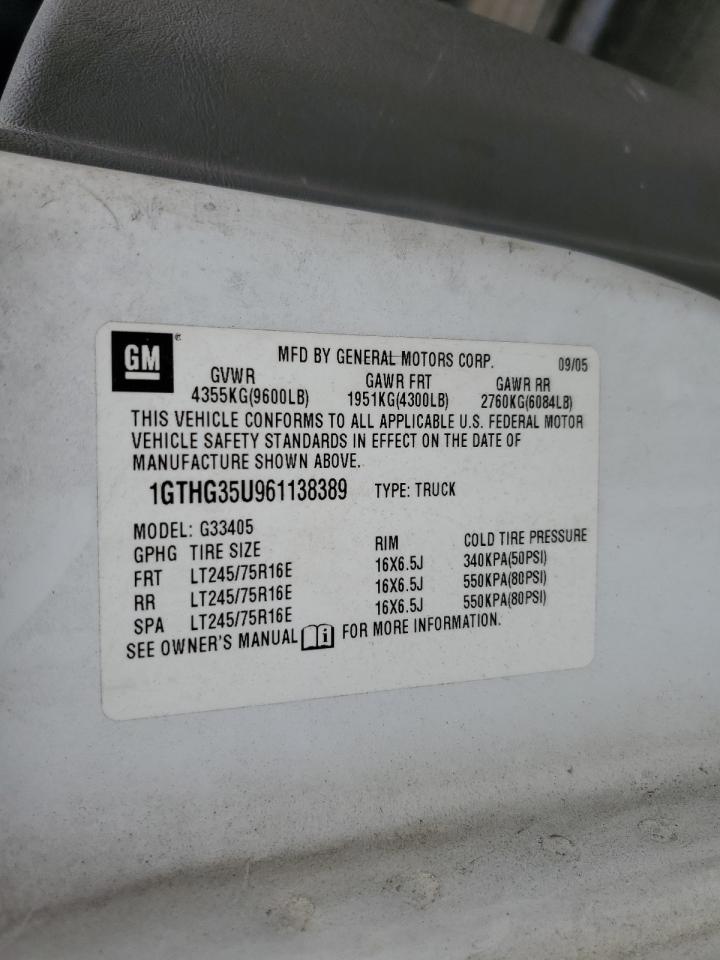 GM MFD BY GENERAL MOTORS CORP. 09/05
GVWR GAWR FRT GAWR RR
4355KG(9600LB) 1951KG(4300LB) 2760KG(6084LB)
THIS VEHICLE CONFORMS TO ALL APPLICABLE U.S. FEDERAL MOTOR
VEHICLE SAFETY STANDARDS IN EFFECT ON THE DATE OF
MANUFACTURE SHOWN ABOVE.
1GTHG35U961138389 TYPE: TRUCK
MODEL: G33405
GPHG TIRE SIZE RIM COLD TIRE PRESSURE
FRT LT245/75R16E 16X6.5J 340KPA(50PSI)
RR LT245/75R16E 16X6.5J 550KPA(80PSI)
SPA LT245/75R16E 16X6.5J 550KPA(80PSI)
SEE OWNER'S MANUAL i FOR MORE INFORMATION.